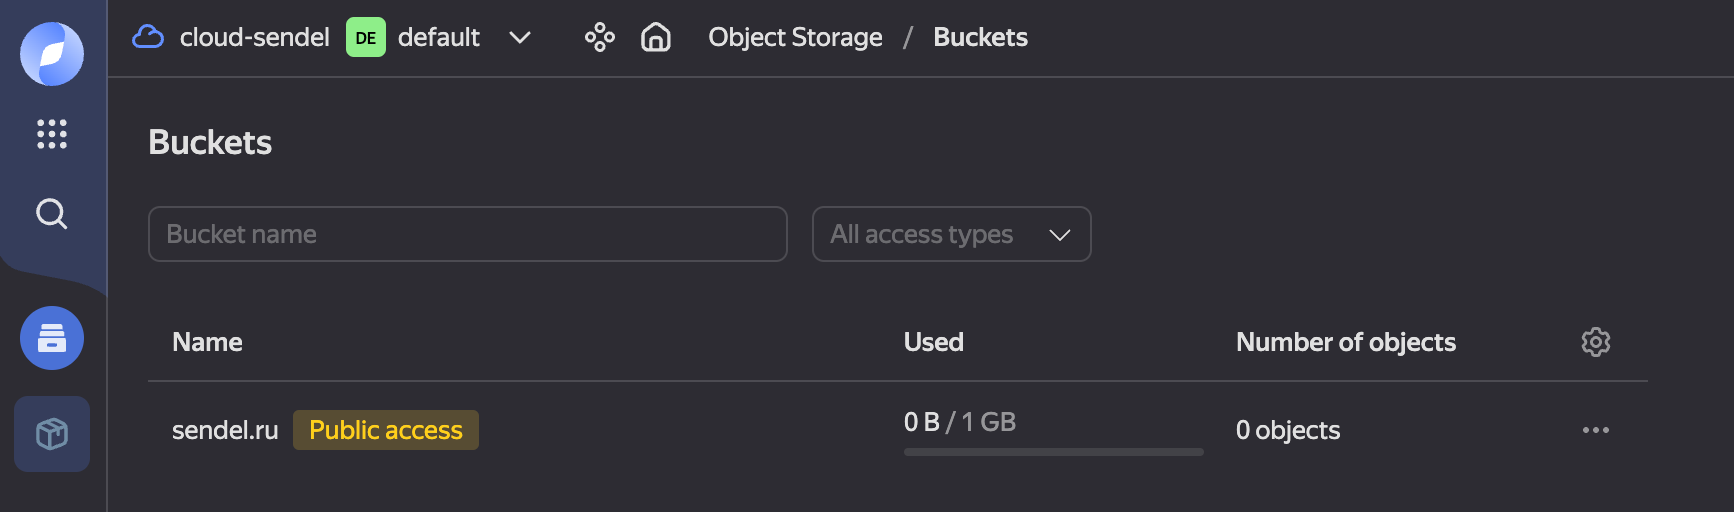 cloud-sendel DE default Object Storage / Buckets
Buckets
Bucket name All access types
Name Used Number of objects
sendel.ru Public access 0 B / 1 GB 0 objects